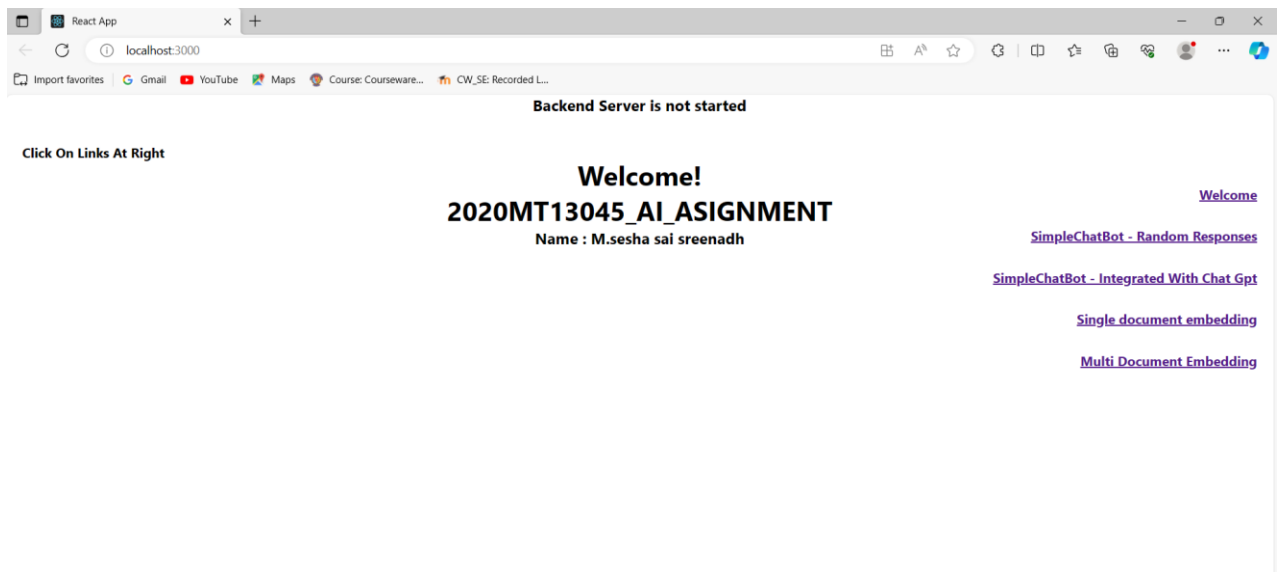 React App
localhost:3000
Import favorites Gmail YouTube Maps Course: Courseware... CW_SE: Recorded L...
Backend Server is not started
Click On Links At Right
Welcome!
2020MT13045_AI_ASIGNMENT
Name : M.sesha sai sreenadh
Welcome
SimpleChatBot - Random Responses
SimpleChatBot - Integrated With Chat Gpt
Single document embedding
Multi Document Embedding